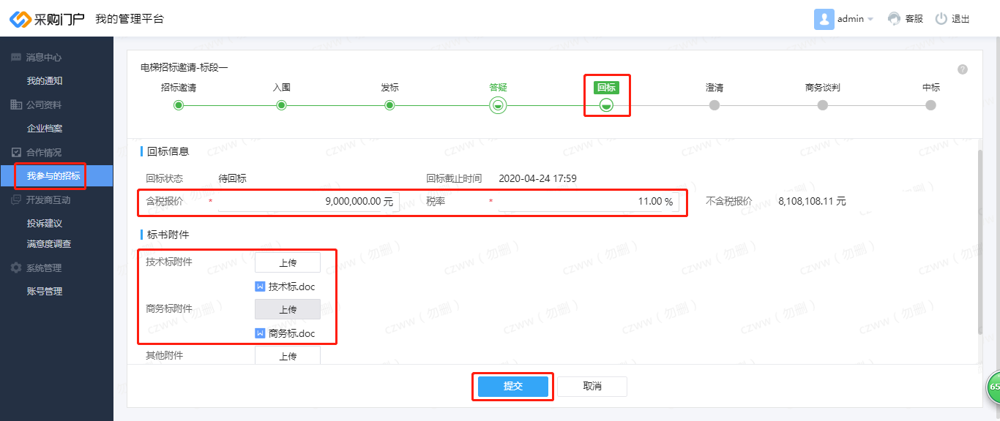 采购门户 我的管理平台
admin 客服 退出
消息中心
我的通知
公司资料
企业档案
合作情况
我参与的招标
开发商互动
投诉建议
满意度调查
系统管理
账号管理
电梯招标邀请-标段一
?
招标邀请 入围 发标 答疑 回标 澄清 商务谈判 中标
回标信息
回标状态 待回标 回标截止时间 2020-04-24 17:59
含税报价 * 9,000,000.00 元 税率 * 11.00 % 不含税报价 8,108,108.11 元
标书附件
技术标附件 上传
技术标.doc
商务标附件 上传
商务标.doc
其他附件 上传
提交 取消
65
czww（勿删）